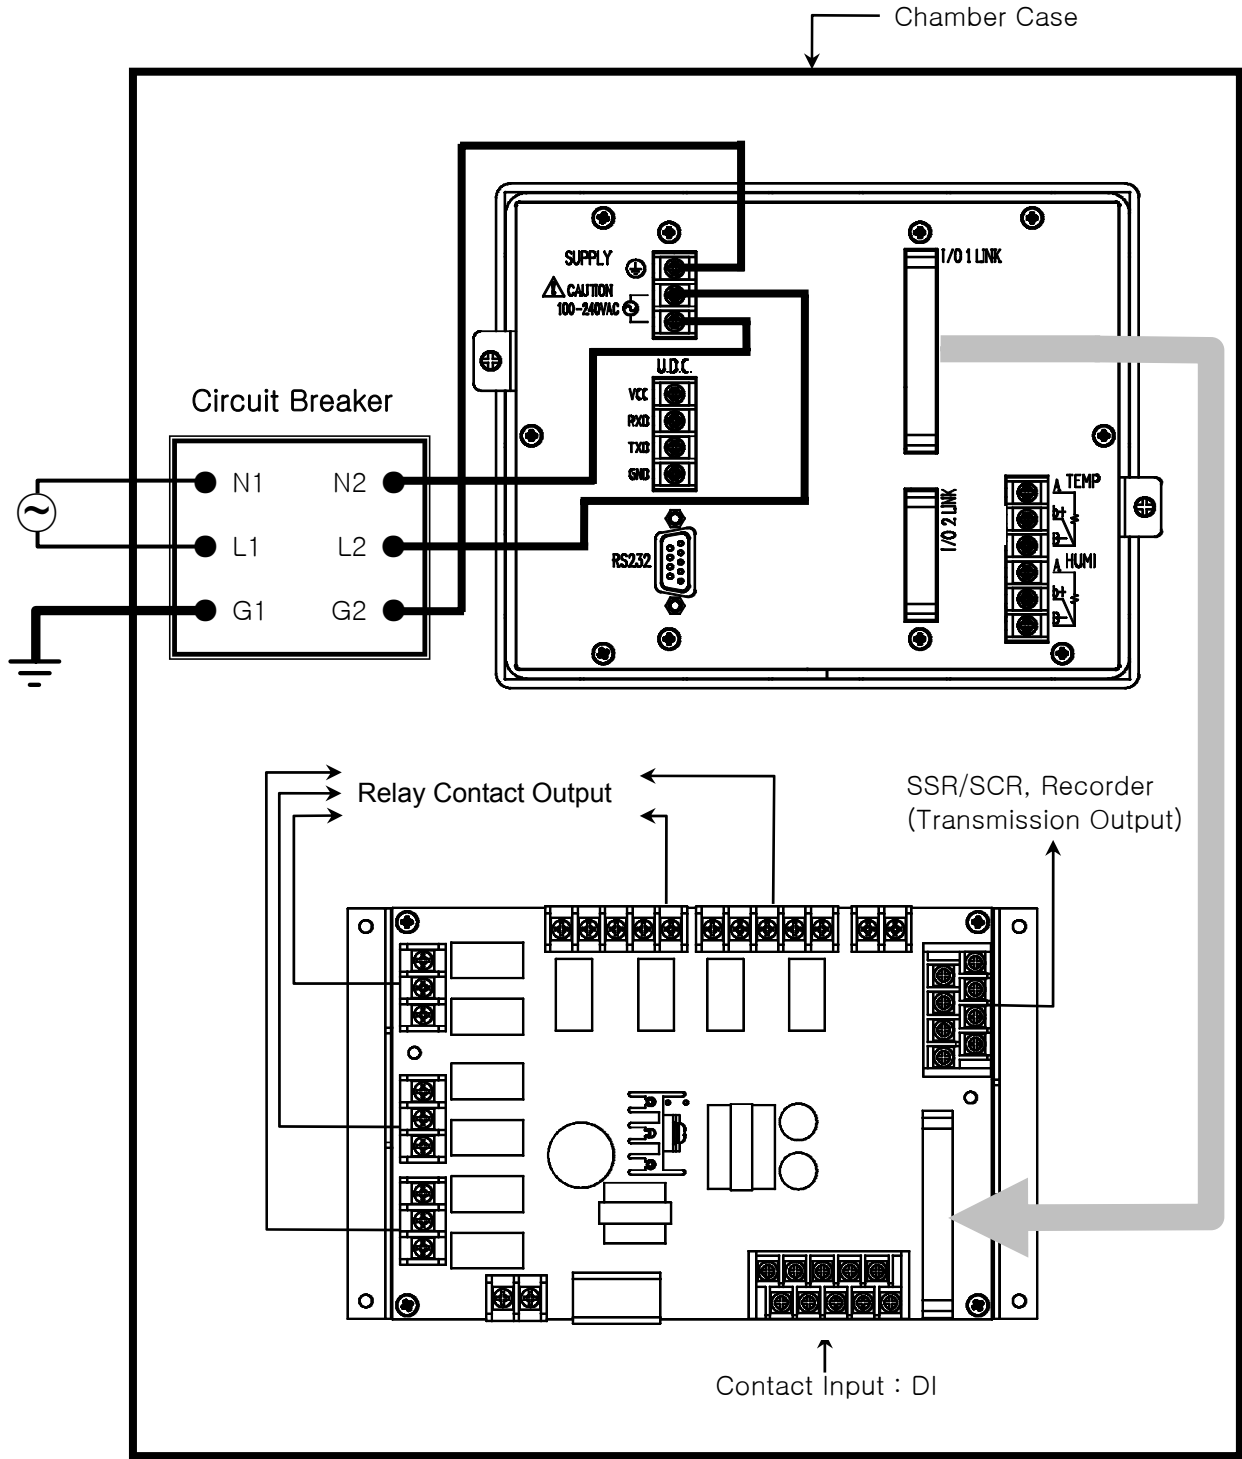 Chamber Case
SUPPLY
CAUTION
100-240VAC
I/O 1 LINK
U.D.C.
VCC
RXD
TXD
GND
RS232
I/O 2 LINK
A TEMP
b
B
A HUMI
b
B
Circuit Breaker
N1 N2
L1 L2
G1 G2
Relay Contact Output
SSR/SCR, Recorder
(Transmission Output)
Contact Input : DI